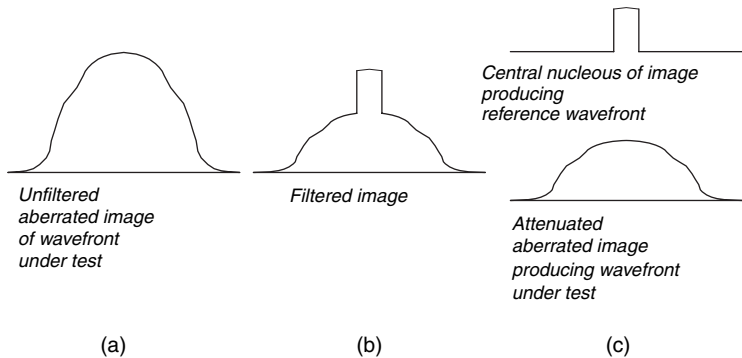 Unfiltered
aberrated image
of wavefront
under test
Filtered image
Central nucleous of image
producing
reference wavefront
Attenuated
aberrated image
producing wavefront
under test
(a)
(b)
(c)